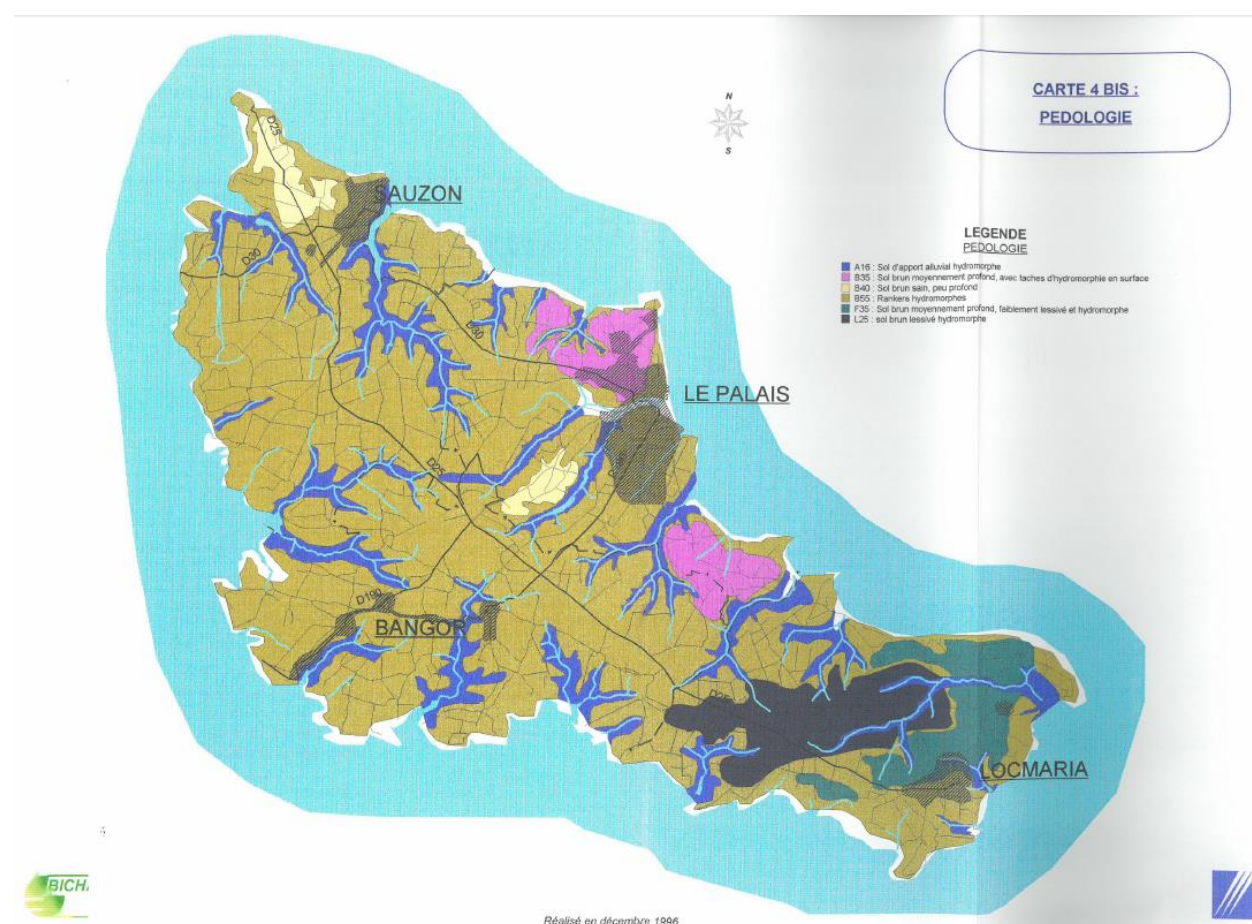 CARTE 4 BIS :
PEDOLOGIE
N
S
D25
SAUZON
D30
D30
LE PALAIS
D25
D190
BANGOR
D25
LOCMARIA
LEGENDE
PEDOLOGIE
A16 : Sol d'apport alluvial hydromorphe
B35 : Sol brun moyennement profond, avec taches d'hydromorphie en surface
B40 : Sol brun sain, peu profond
B55 : Rankers hydromorphes
F35 : Sol brun moyennement profond, faiblement lessivé et hydromorphe
L25 : sol brun lessivé hydromorphe
BICH
Réalisé en décembre 1996